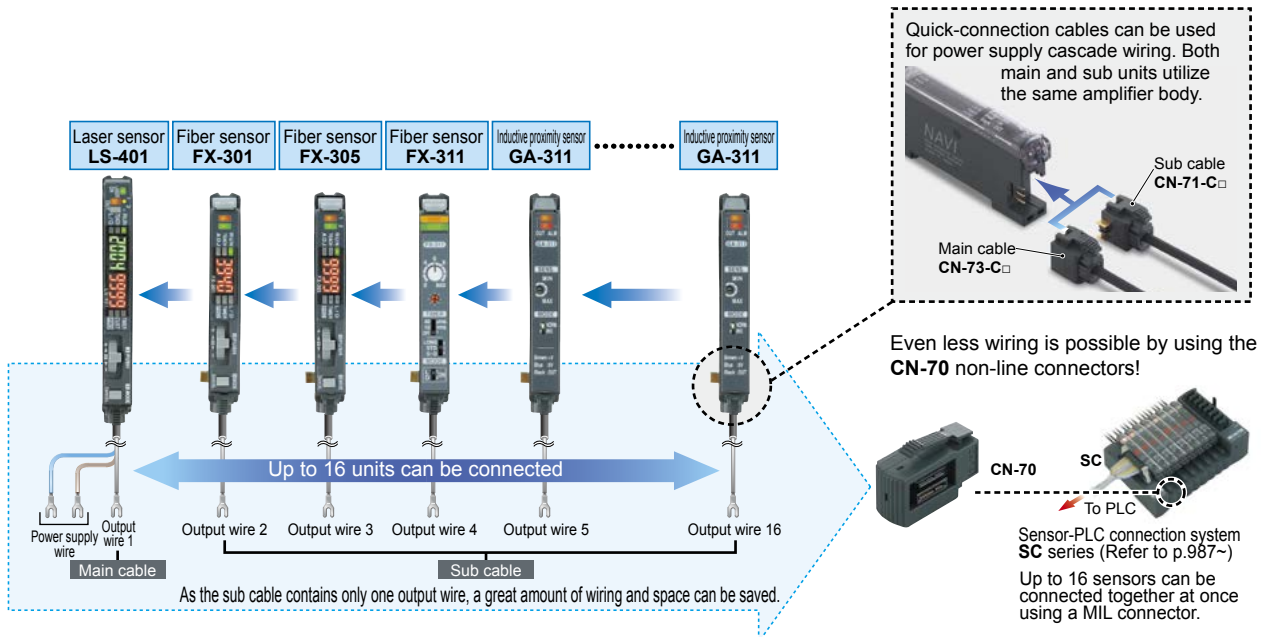 Quick-connection cables can be used
for power supply cascade wiring. Both
main and sub units utilize
the same amplifier body.
NAVI
Sub cable
CN-71-C□
Main cable
CN-73-C□
Laser sensor
LS-401
Fiber sensor
FX-301
Fiber sensor
FX-305
Fiber sensor
FX-311
Inductive proximity sensor
GA-311
Inductive proximity sensor
GA-311
Up to 16 units can be connected
Power supply
wire
Output
wire 1
Output wire 2
Output wire 3
Output wire 4
Output wire 5
Output wire 16
Main cable
Sub cable
As the sub cable contains only one output wire, a great amount of wiring and space can be saved.
Even less wiring is possible by using the
CN-70 non-line connectors!
CN-70
SC
To PLC
Sensor-PLC connection system
SC series (Refer to p.987~)
Up to 16 sensors can be
connected together at once
using a MIL connector.